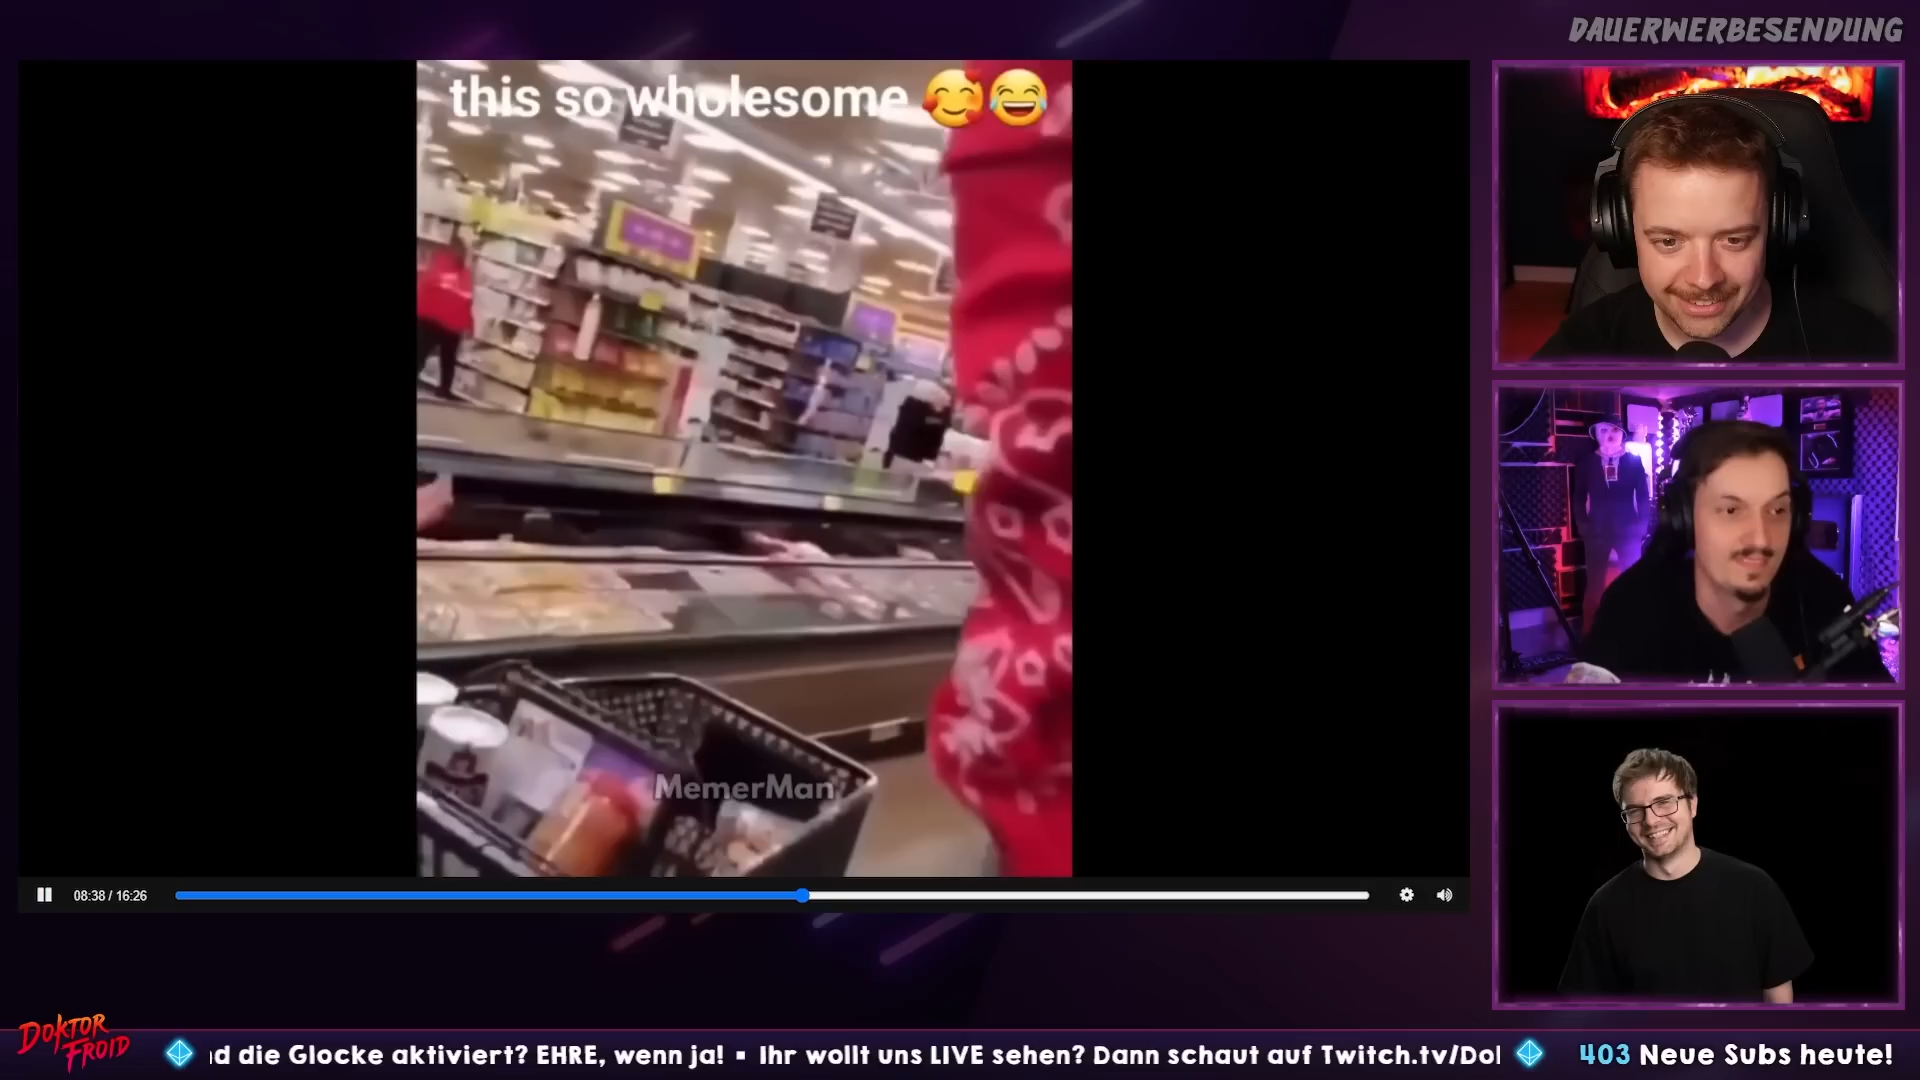 DAUERWERBESENDUNG
this so wholesome 🥰😂
MemerMan
08:38 / 16:26
DOKTOR
FROID
d die Glocke aktiviert? EHRE, wenn ja! ▪ Ihr wollt uns LIVE sehen? Dann schaut auf Twitch.tv/Dol
403 Neue Subs heute!